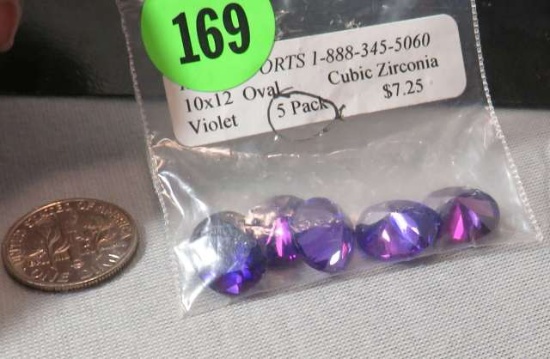 169
ORTS 1-888-345-5060
10x12 Oval Cubic Zirconia
Violet 5 Pack $7.25